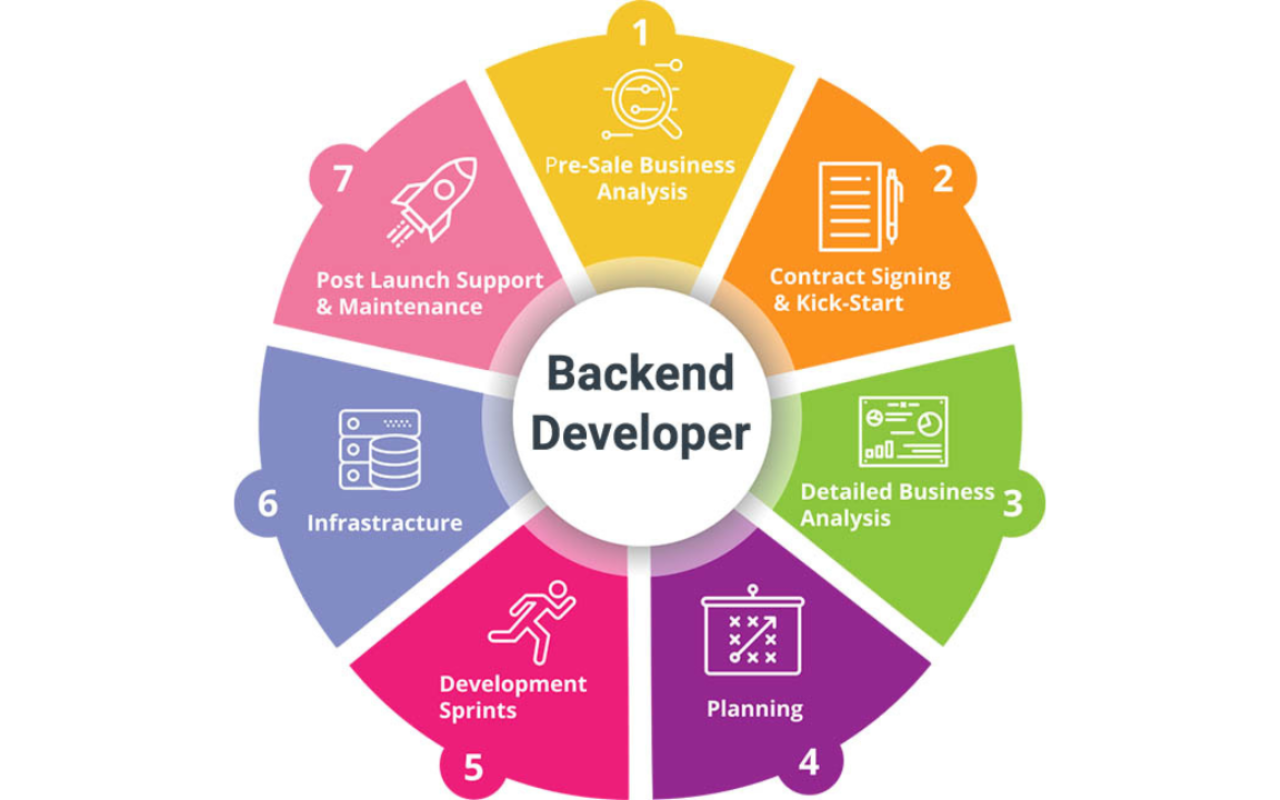 1
Pre-Sale Business
Analysis
2
Contract Signing
& Kick-Start
3
Detailed Business
Analysis
4
Planning
5
Development
Sprints
6
Infrastracture
7
Post Launch Support
& Maintenance
Backend
Developer